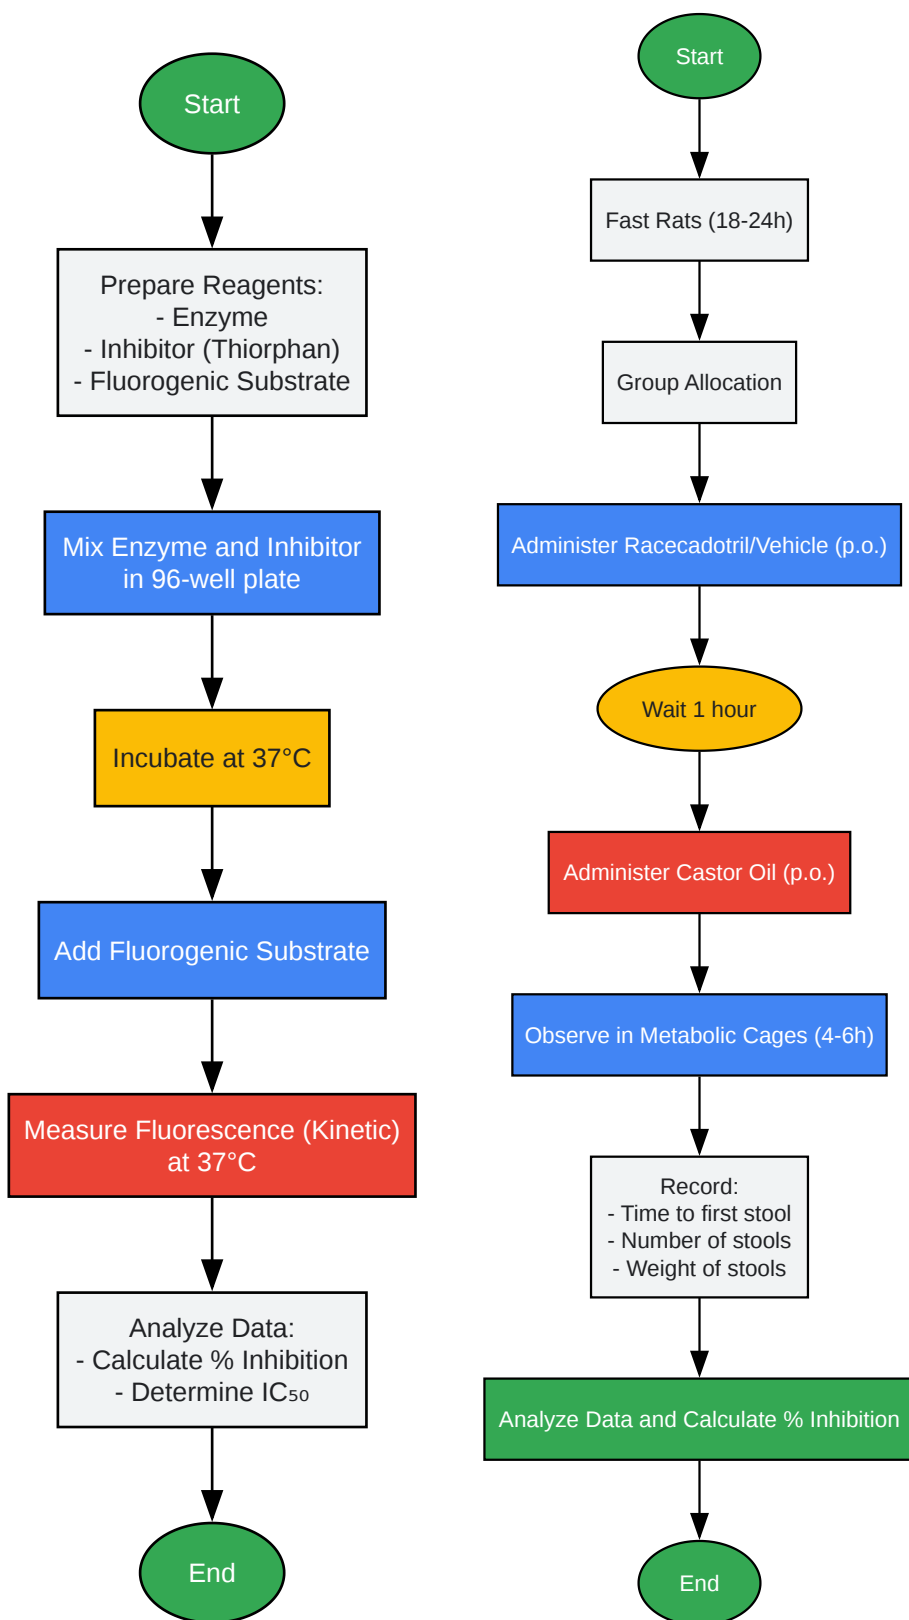 Start
Prepare Reagents:
- Enzyme
- Inhibitor (Thiorphan)
- Fluorogenic Substrate
Mix Enzyme and Inhibitor
in 96-well plate
Incubate at 37°C
Add Fluorogenic Substrate
Measure Fluorescence (Kinetic)
at 37°C
Analyze Data:
- Calculate % Inhibition
- Determine IC₅₀
End
Start
Fast Rats (18-24h)
Group Allocation
Administer Racecadotril/Vehicle (p.o.)
Wait 1 hour
Administer Castor Oil (p.o.)
Observe in Metabolic Cages (4-6h)
Record:
- Time to first stool
- Number of stools
- Weight of stools
Analyze Data and Calculate % Inhibition
End